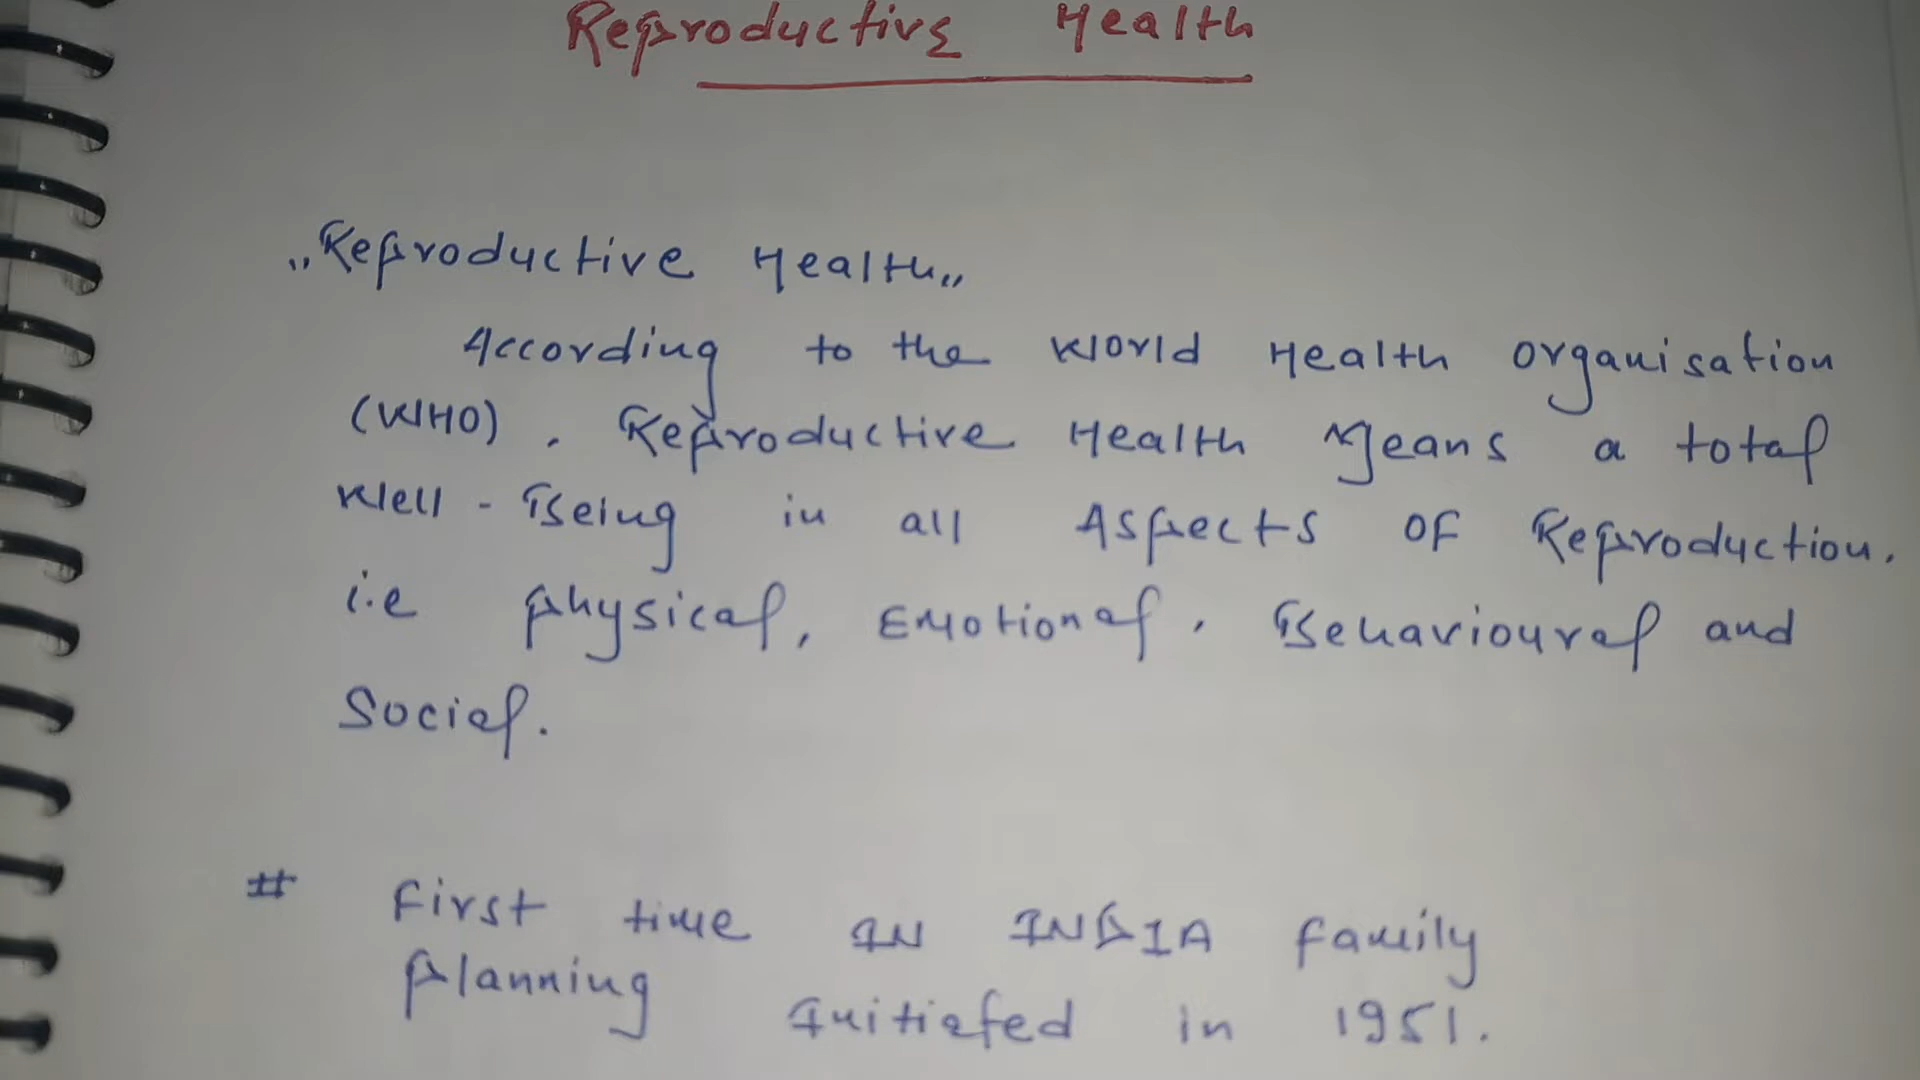 Reproductive Health
"Reproductive Health"
According to the World Health organisation
(WHO), Reproductive Health Means a total
Well-Being in all Aspects OF Reproduction.
i.e physical, Emotional, Behavioural and
Social.
# First time IN INDIA family
planning Initiated in 1951.